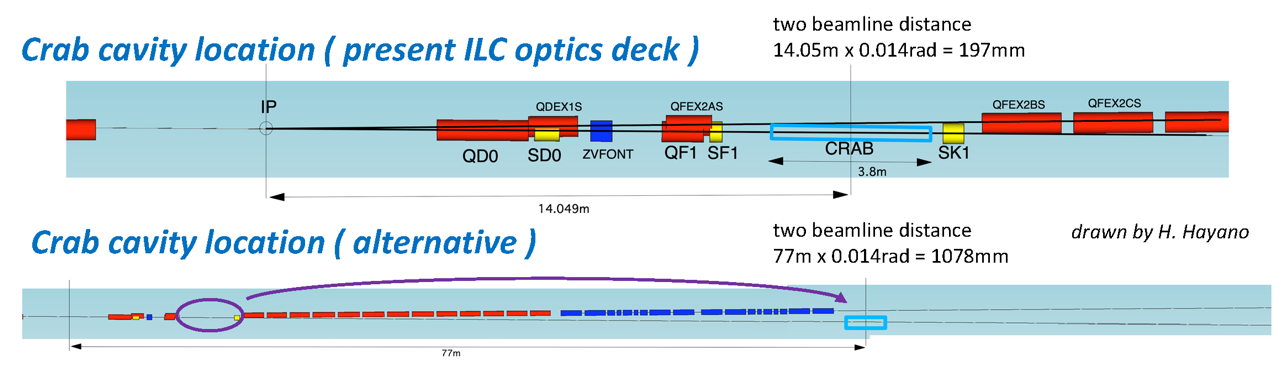 Crab cavity location ( present ILC optics deck )
two beamline distance
14.05m x 0.014rad = 197mm
IP
QDEX1S
QFEX2AS
QFEX2BS
QFEX2CS
QD0
SD0
ZVFONT
QF1
SF1
CRAB
SK1
3.8m
14.049m
Crab cavity location ( alternative )
two beamline distance
77m x 0.014rad = 1078mm
drawn by H. Hayano
77m